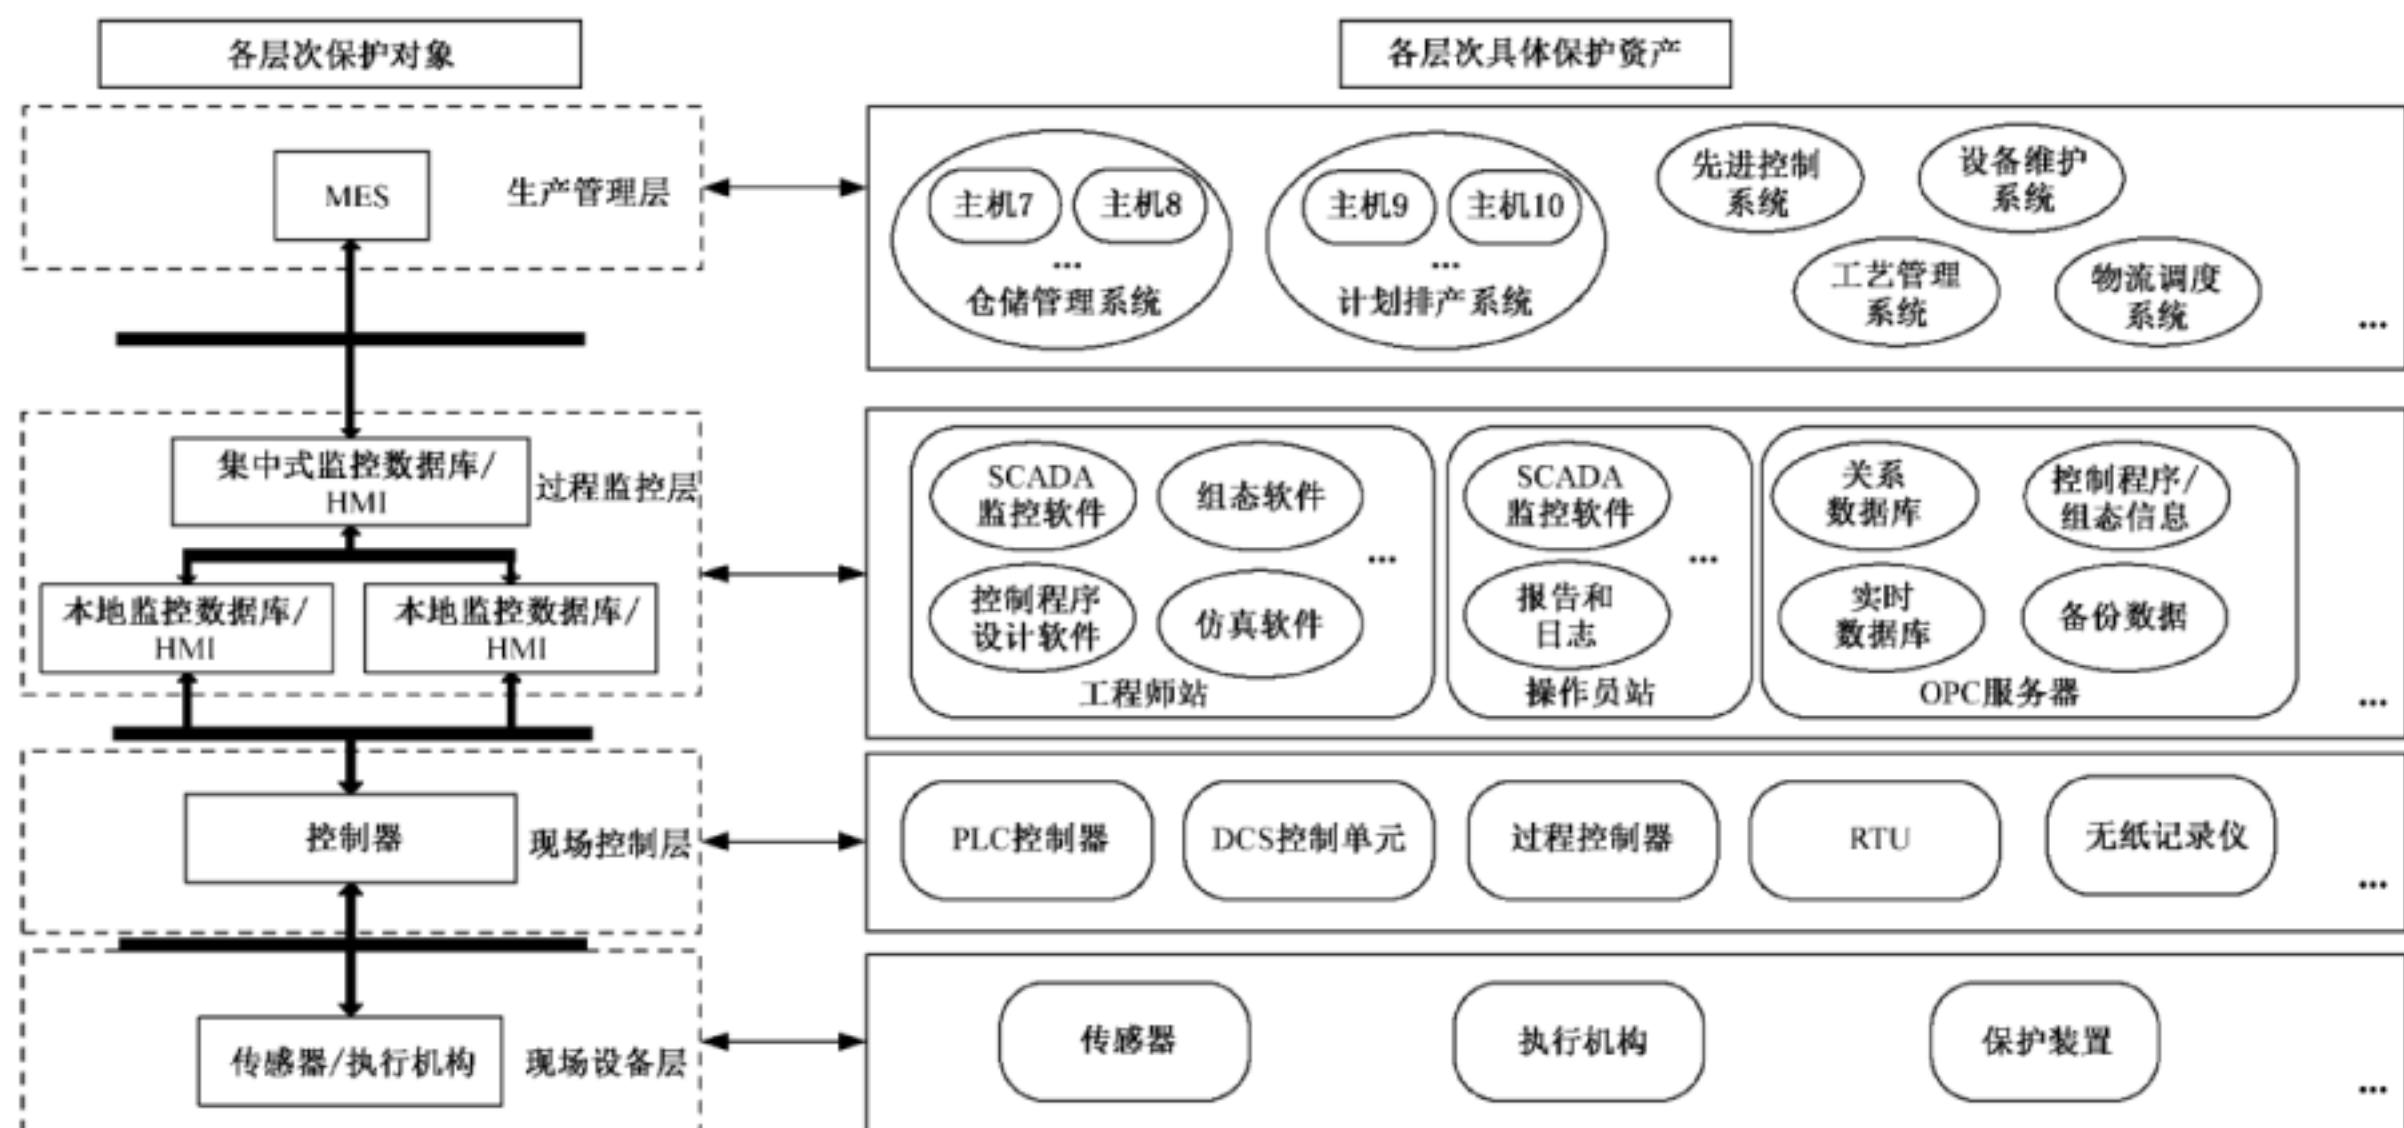 各层次保护对象
各层次具体保护资产
MES
生产管理层
主机7
主机8
...
仓储管理系统
主机9
主机10
...
计划排产系统
先进控制
系统
设备维护
系统
工艺管理
系统
物流调度
系统
...
集中式监控数据库/
HMI
过程监控层
本地监控数据库/
HMI
本地监控数据库/
HMI
SCADA
监控软件
组态软件
控制程序
设计软件
仿真软件
...
工程师站
SCADA
监控软件
报告和
日志
...
操作员站
关系
数据库
控制程序/
组态信息
实时
数据库
备份数据
OPC服务器
...
控制器
现场控制层
PLC控制器
DCS控制单元
过程控制器
RTU
无纸记录仪
...
传感器/执行机构
现场设备层
传感器
执行机构
保护装置
...